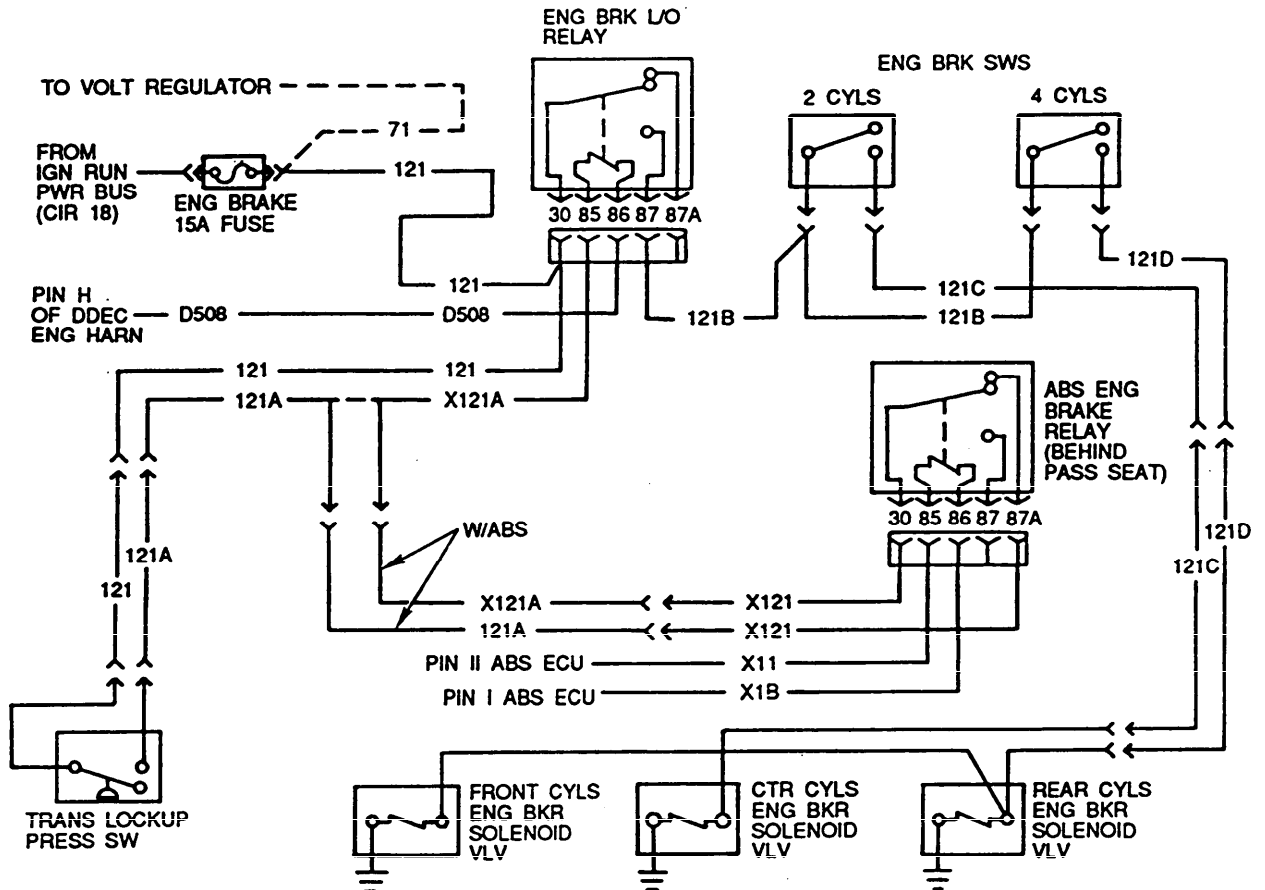 ENG BRK L/O
RELAY
TO VOLT REGULATOR
71
FROM
IGN RUN
PWR BUS
(CIR 18)
ENG BRAKE
15A FUSE
121
30 85 86 87 87A
121
PIN H
OF DDEC
ENG HARN
D508
D508
121B
ENG BRK SWS
2 CYLS
4 CYLS
121D
121C
121B
121
121
121A
X121A
ABS ENG
BRAKE
RELAY
(BEHIND
PASS SEAT)
30 85 86 87 87A
W/ABS
121A
121
121D
121C
X121A
X121
121A
X121
PIN II ABS ECU
X11
PIN I ABS ECU
X1B
TRANS LOCKUP
PRESS SW
FRONT CYLS
ENG BKR
SOLENOID
VLV
CTR CYLS
ENG BKR
SOLENOID
VLV
REAR CYLS
ENG BKR
SOLENOID
VLV